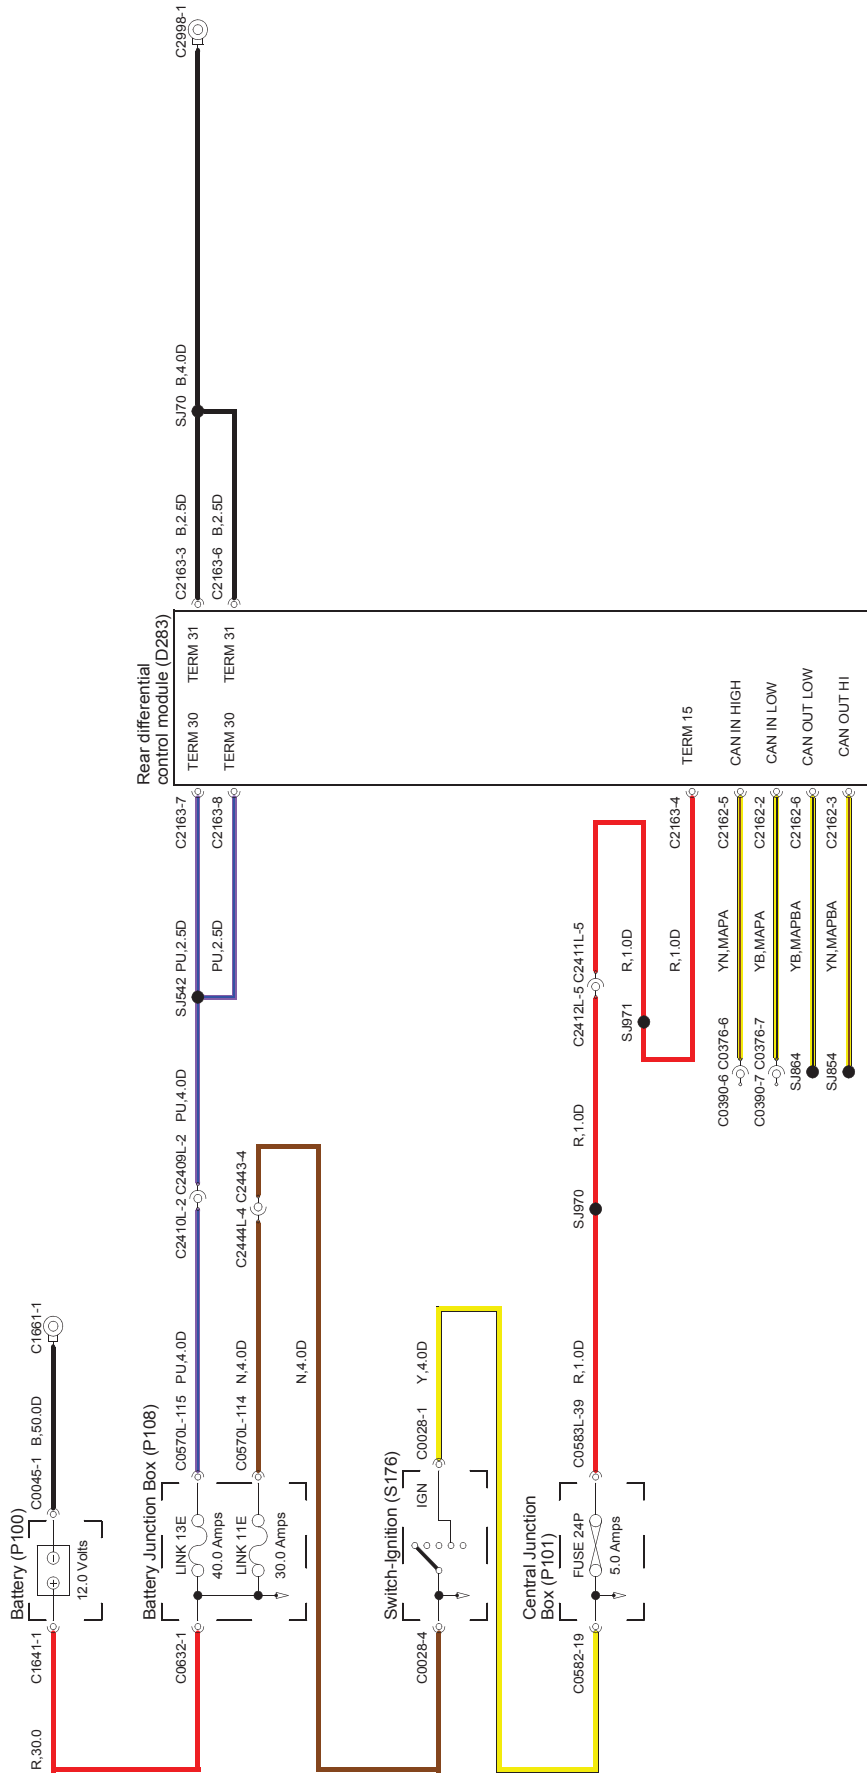 Battery (P100)
12.0 Volts
C1641-1
R,30.0
C0045-1 B,50.0D
C1661-1
Battery Junction Box (P108)
LINK 13E
40.0 Amps
LINK 11E
30.0 Amps
C0632-1
C0570L-115 PU,4.0D
C2410L-2 C2409L-2 PU,4.0D
SJ542 PU,2.5D
C2163-7
PU,2.5D
C2163-8
C0570L-114 N,4.0D
C2444L-4 C2443-4
N,4.0D
Rear differential
control module (D283)
TERM 30 TERM 31
TERM 30 TERM 31
C2163-3 B,2.5D
C2163-6 B,2.5D
SJ70 B,4.0D
C2998-1
Switch-Ignition (S176)
IGN
C0028-4
C0028-1 Y,4.0D
Central Junction
Box (P101)
FUSE 24P
5.0 Amps
C0582-19
C0583L-39 R,1.0D
SJ970
R,1.0D
C2412L-5 C2411L-5
SJ971
R,1.0D
R,1.0D
C2163-4
TERM 15
C0390-6 C0376-6 YN,MAPA C2162-5 CAN IN HIGH
C0390-7 C0376-7 YB,MAPA C2162-2 CAN IN LOW
SJ864 YB,MAPBA C2162-6 CAN OUT LOW
SJ854 YN,MAPBA C2162-3 CAN OUT HI